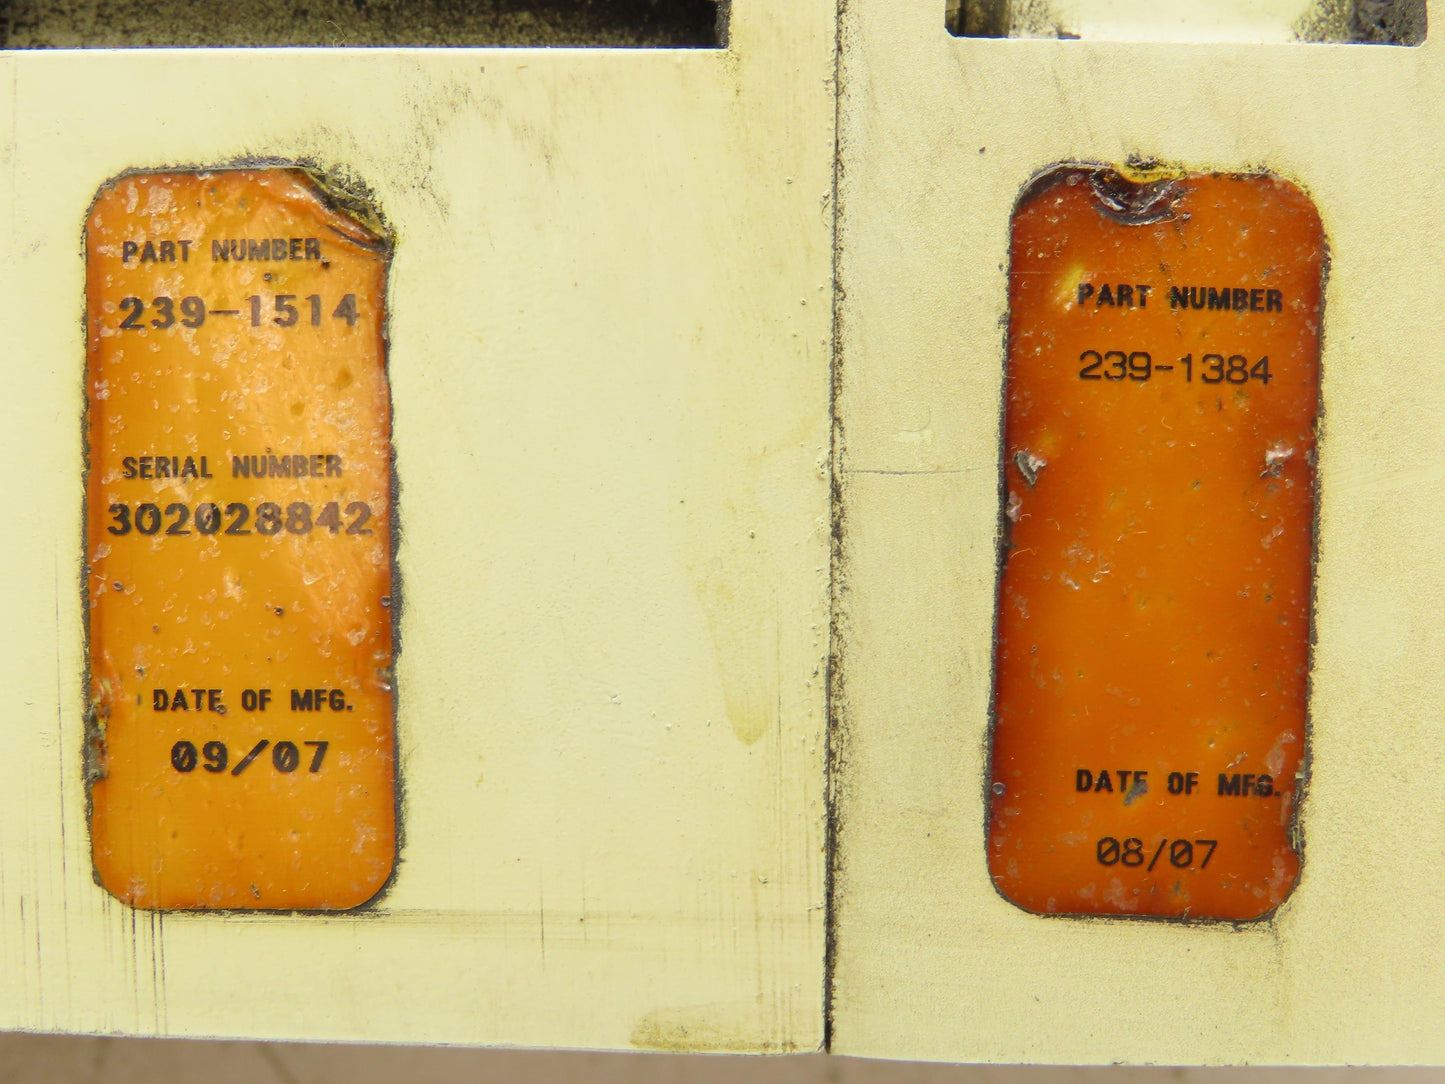 PART NUMBER
239-1514
SERIAL NUMBER
302028842
DATE OF MFG.
09/07
PART NUMBER
239-1384
DATE OF MFG.
08/07